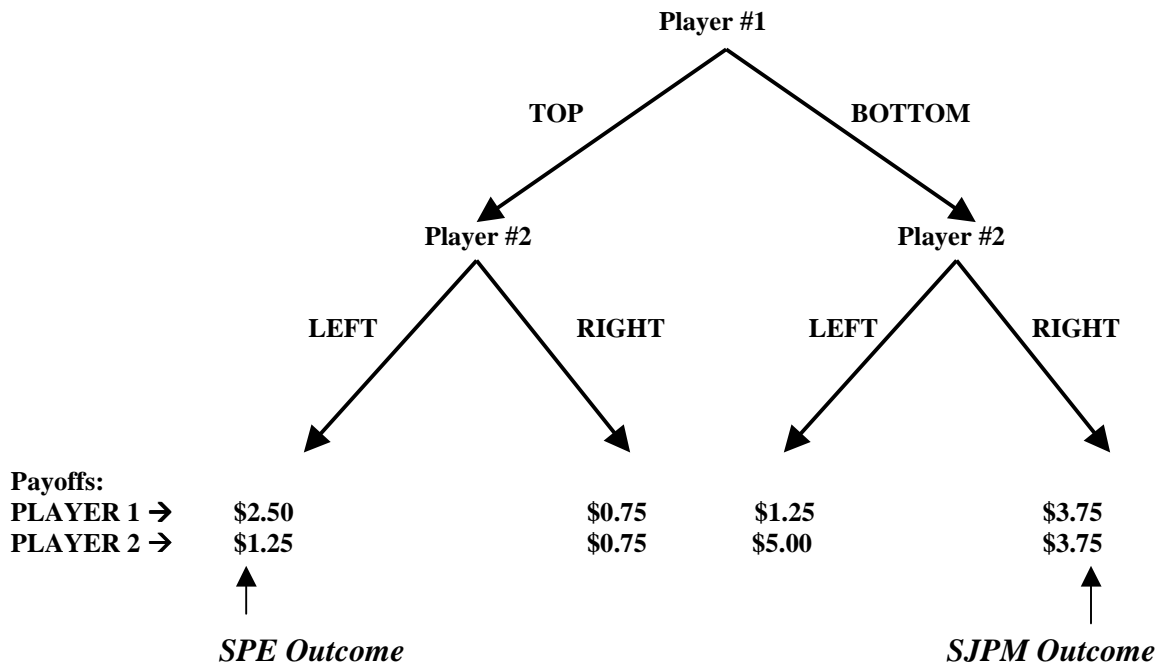 Player #1
TOP BOTTOM
Player #2 Player #2
LEFT RIGHT LEFT RIGHT
Payoffs:
PLAYER 1 → $2.50 $0.75 $1.25 $3.75
PLAYER 2 → $1.25 $0.75 $5.00 $3.75
SPE Outcome SJPM Outcome